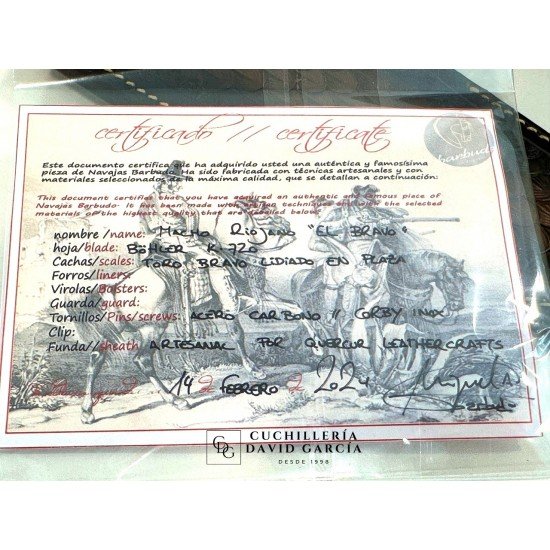 certificado // certificate
barbud
Este documento certifica que ha adquirido usted una auténtica y famosísima
pieza de Navajas Barbudo. Ha sido fabricada con técnicas artesanales y con
materiales seleccionados de la máxima calidad, que se detallan a continuación:
This document certifies that you have acquired an authentic and famous piece of
Navajas Barbudo. It has been made with artisan techniques and with the selected
materials of the highest quality that are detailed below:
nombre /name: MACHO RIOJANO "EL BRAVO"
hoja/blade: BÖHLER K-720
Cachas/scales: TORO BRAVO LIDIADO EN PLAZA
Forros/liners:
Virolas/Bolsters:
Guarda/guard:
Tornillos/Pins/screws: ACERO CARBONO // CORBY INOX
Clip:
Funda//sheath ARTESANAL POR QUERCUR LEATHERCRAFTS
14 FEBRERO 2024
CDG
CUCHILLERÍA
DAVID GARCÍA
DESDE 1998